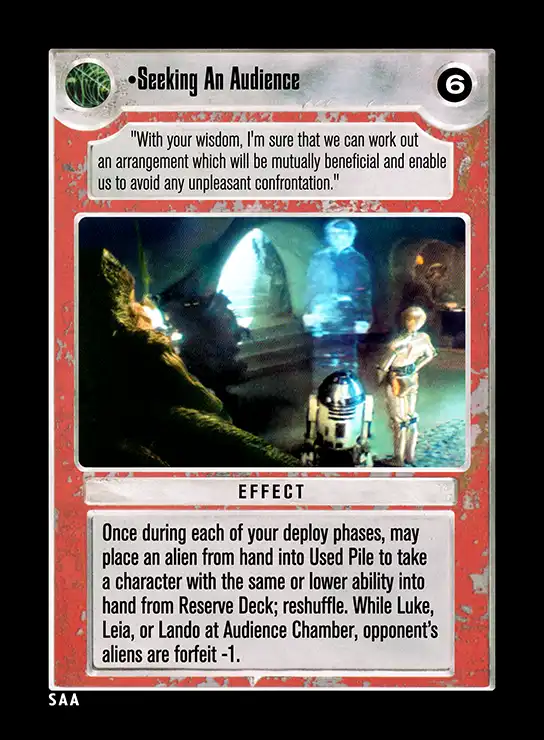 •Seeking An Audience
6
"With your wisdom, I'm sure that we can work out
an arrangement which will be mutually beneficial and enable
us to avoid any unpleasant confrontation."
EFFECT
Once during each of your deploy phases, may
place an alien from hand into Used Pile to take
a character with the same or lower ability into
hand from Reserve Deck; reshuffle. While Luke,
Leia, or Lando at Audience Chamber, opponent's
aliens are forfeit -1.
SAA